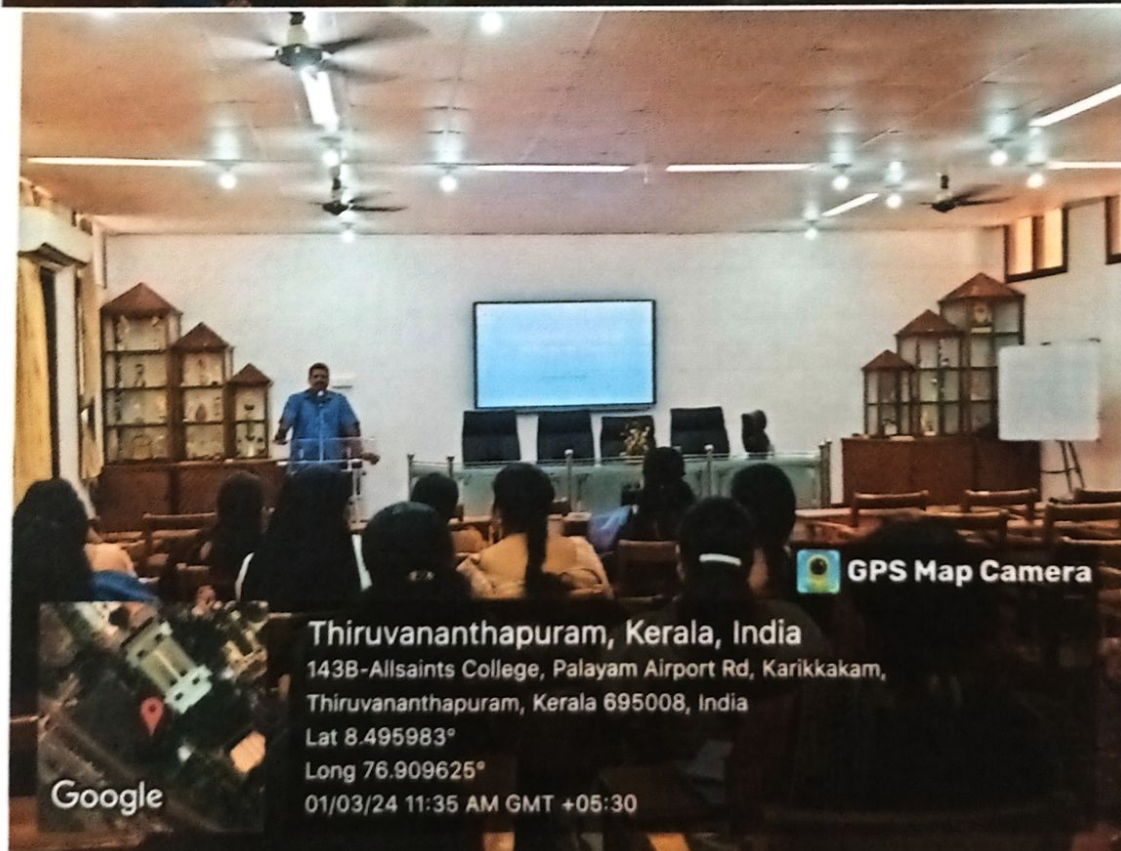 GPS Map Camera
Thiruvananthapuram, Kerala, India
143B-Allsaints College, Palayam Airport Rd, Karikkakam,
Thiruvananthapuram, Kerala 695008, India
Lat 8.495983°
Long 76.909625°
01/03/24 11:35 AM GMT +05:30
Google